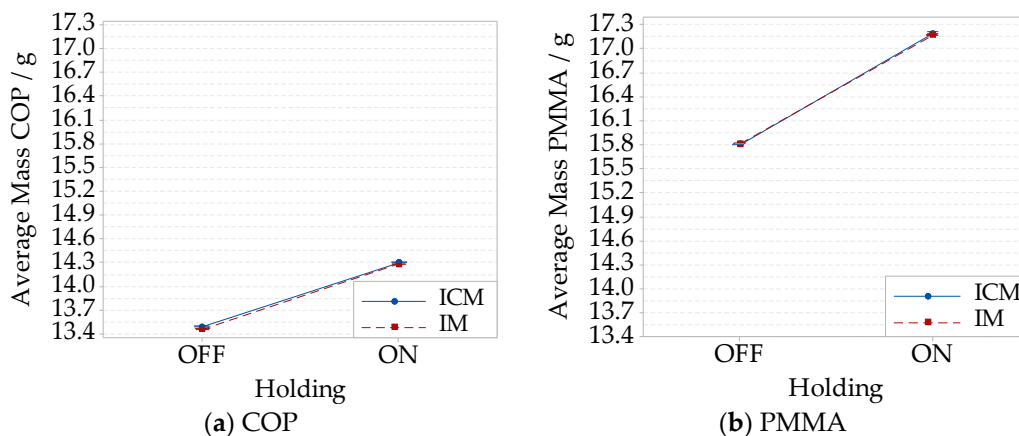 Average Mass COP / g
17.3
17.0
16.7
16.4
16.1
15.8
15.5
15.2
14.9
14.6
14.3
14.0
13.7
13.4
OFF
ON
Holding
ICM
IM
(a) COP
Average Mass PMMA / g
17.3
17.0
16.7
16.4
16.1
15.8
15.5
15.2
14.9
14.6
14.3
14.0
13.7
13.4
OFF
ON
Holding
ICM
IM
(b) PMMA